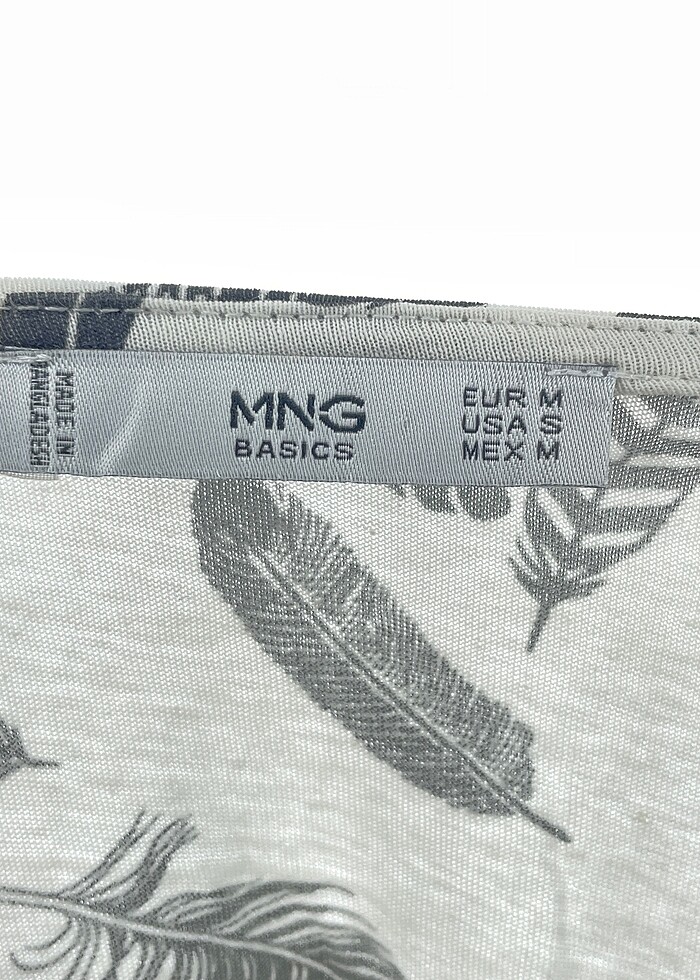 MADE IN
BANGLADESH
MNG
BASICS
EUR M
USA S
MEX M